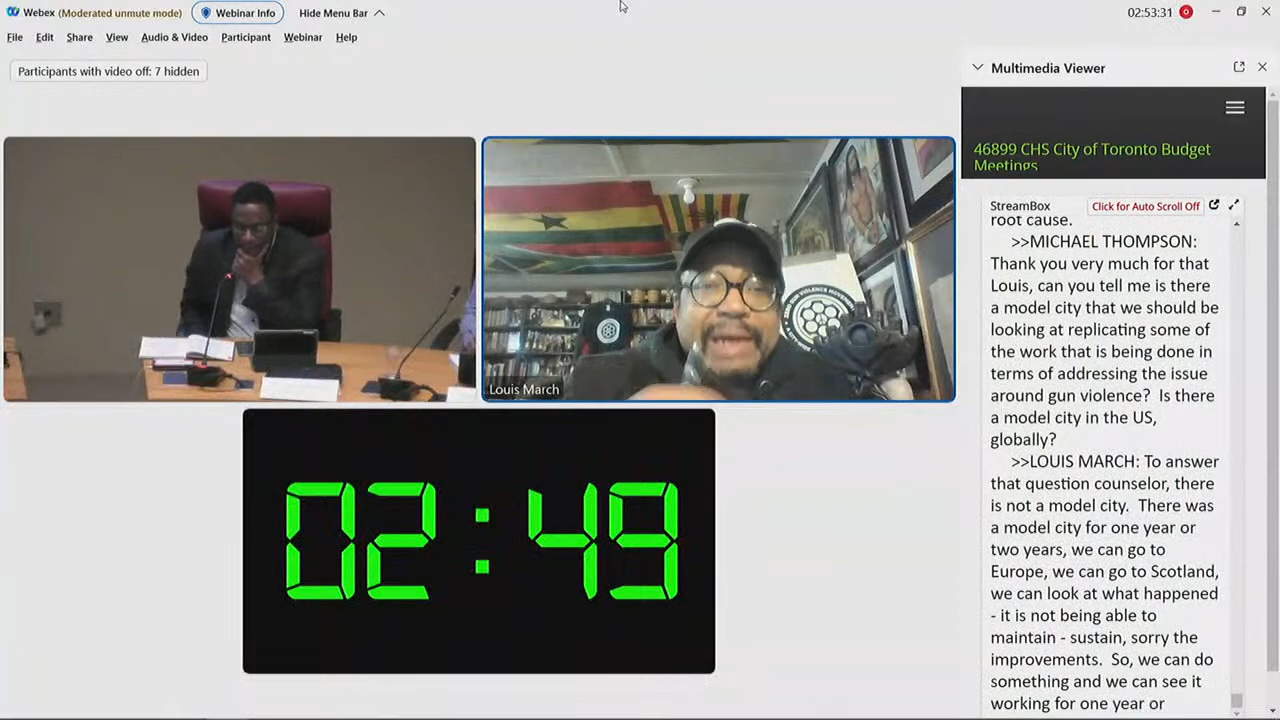 Webex (Moderated unmute mode) Webinar Info Hide Menu Bar 02:53:31
File Edit Share View Audio & Video Participant Webinar Help
Participants with video off: 7 hidden
Multimedia Viewer
46899 CHS City of Toronto Budget
Meetings
StreamBox Click for Auto Scroll Off
root cause.
>>MICHAEL THOMPSON:
Thank you very much for that
Louis, can you tell me is there
a model city that we should be
looking at replicating some of
the work that is being done in
terms of addressing the issue
around gun violence? Is there
a model city in the US,
globally?
>>LOUIS MARCH: To answer
that question counselor, there
is not a model city. There was
a model city for one year or
two years, we can go to
Europe, we can go to Scotland,
we can look at what happened
- it is not being able to
maintain - sustain, sorry the
improvements. So, we can do
something and we can see it
working for one year or
Louis March
02:49